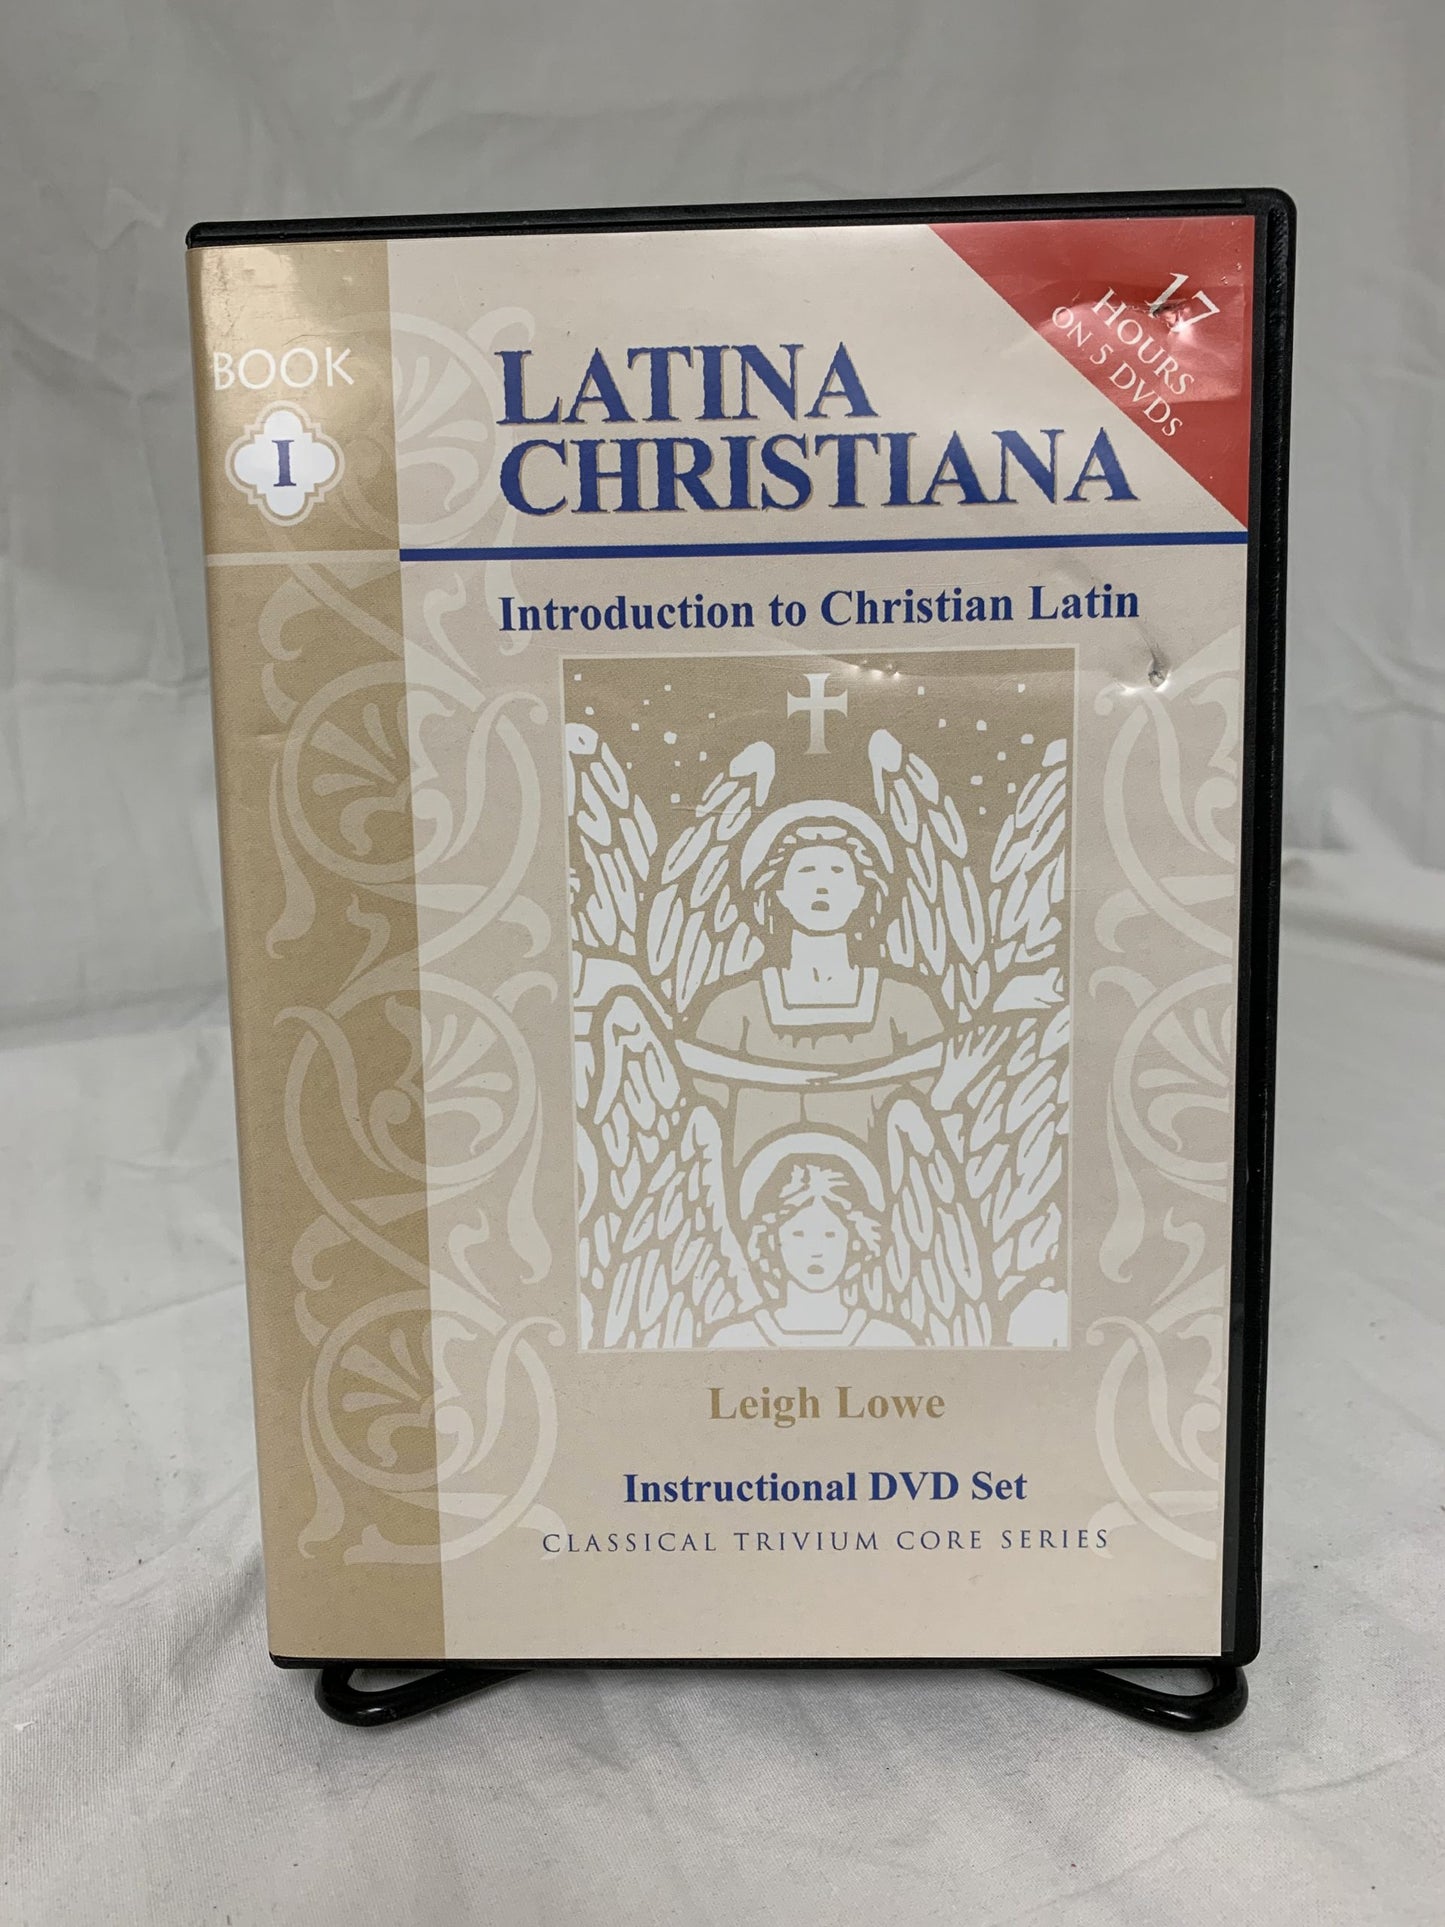 17
HOURS
ON 5 DVDS
BOOK
I
LATINA
CHRISTIANA
Introduction to Christian Latin
Leigh Lowe
Instructional DVD Set
CLASSICAL TRIVIUM CORE SERIES